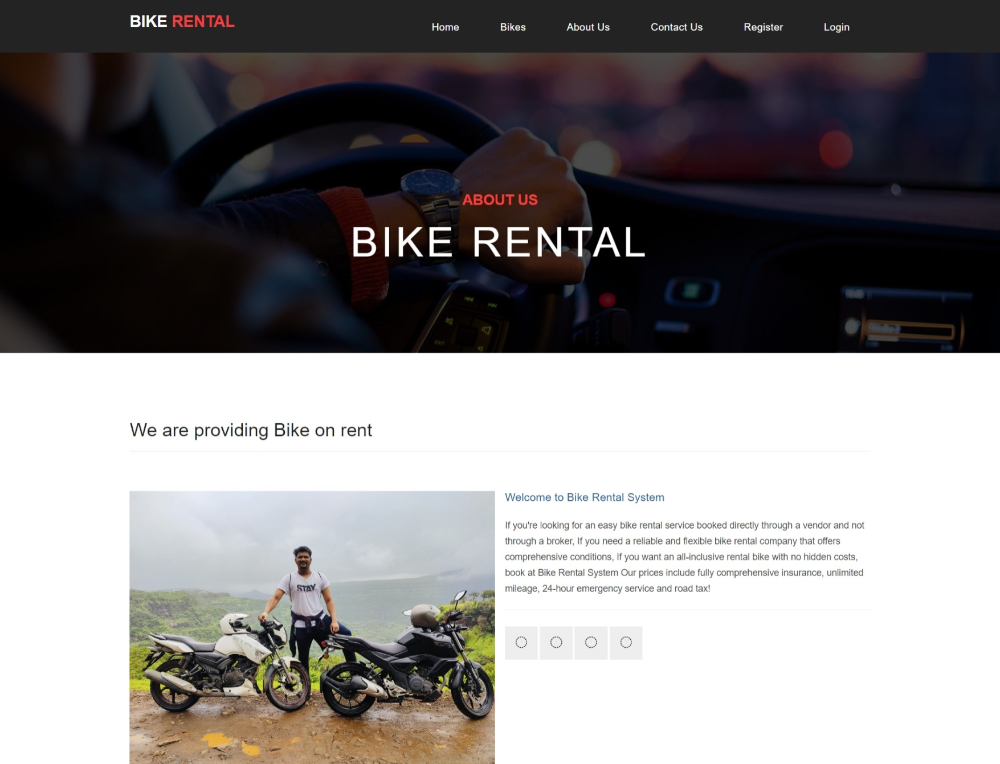 BIKE RENTAL
Home Bikes About Us Contact Us Register Login
ABOUT US
BIKE RENTAL
EXIT
We are providing Bike on rent
STAY
Welcome to Bike Rental System
If you're looking for an easy bike rental service booked directly through a vendor and not
through a broker, If you need a reliable and flexible bike rental company that offers
comprehensive conditions, If you want an all-inclusive rental bike with no hidden costs,
book at Bike Rental System Our prices include fully comprehensive insurance, unlimited
mileage, 24-hour emergency service and road tax!